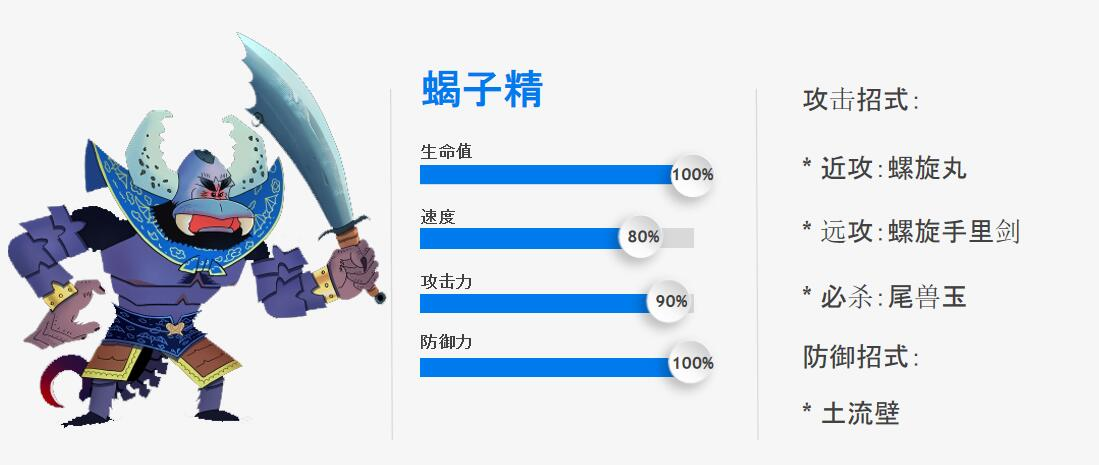 蝎子精
生命值
100%
速度
80%
攻击力
90%
防御力
100%
攻击招式:
* 近攻:螺旋丸
* 远攻:螺旋手里剑
* 必杀:尾兽玉
防御招式:
* 土流壁